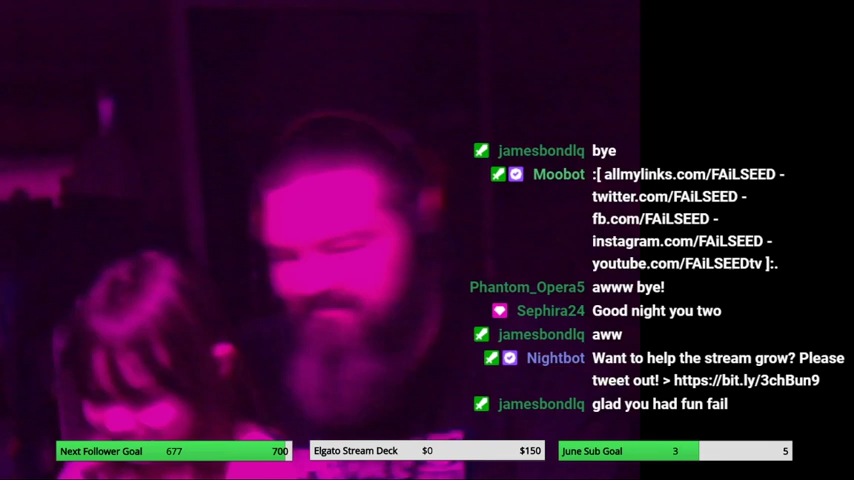 jamesbondlq bye
Moobot :[ allmylinks.com/FAiLSEED -
twitter.com/FAiLSEED -
fb.com/FAiLSEED -
instagram.com/FAiLSEED -
youtube.com/FAiLSEEDtv ]:.
Phantom_Opera5 awww bye!
Sephira24 Good night you two
jamesbondlq aww
Nightbot Want to help the stream grow? Please
tweet out! > https://bit.ly/3chBun9
jamesbondlq glad you had fun fail
Next Follower Goal 677 700
Elgato Stream Deck $0 $150
June Sub Goal 3 5